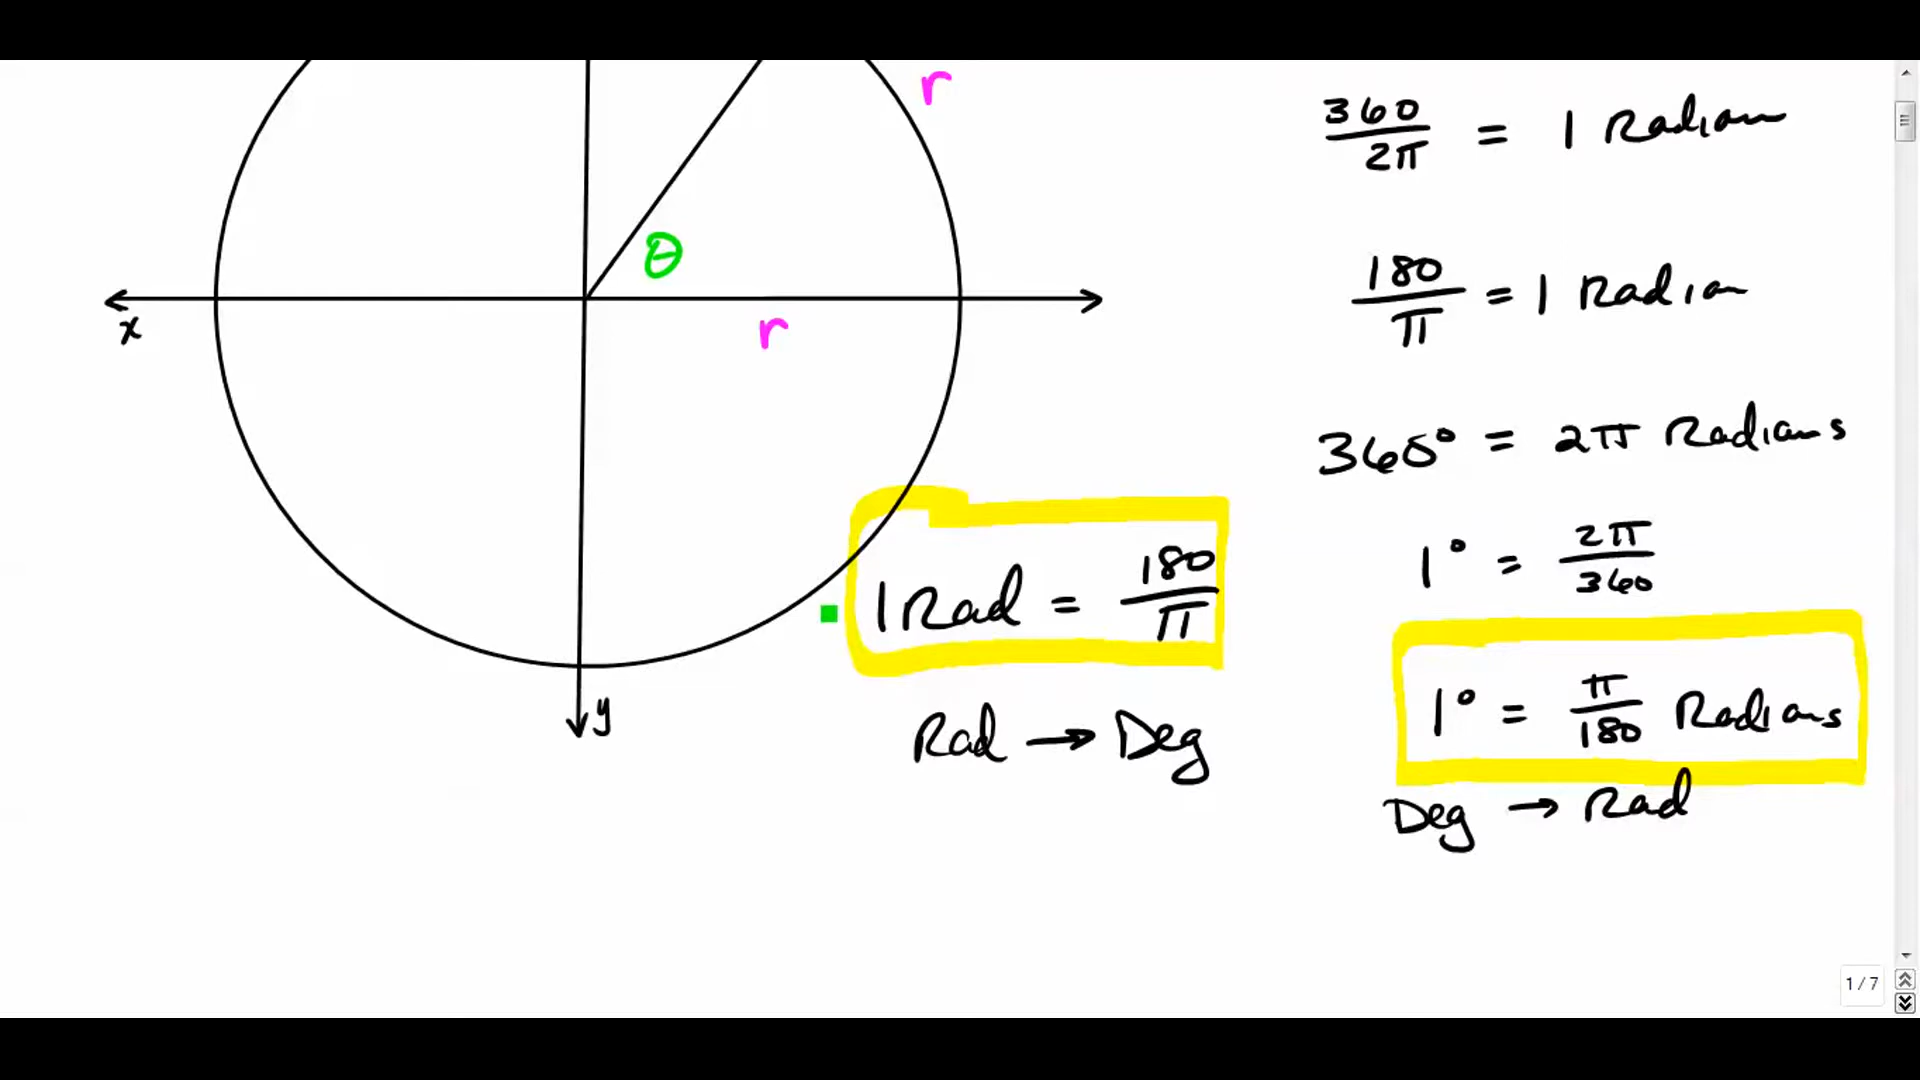 r
θ
r
x
y
360/2π = 1 Radian
180/π = 1 Radian
360° = 2π Radians
1° = 2π/360
1 Rad = 180/π
Rad → Deg
1° = π/180 Radians
Deg → Rad
1 / 7